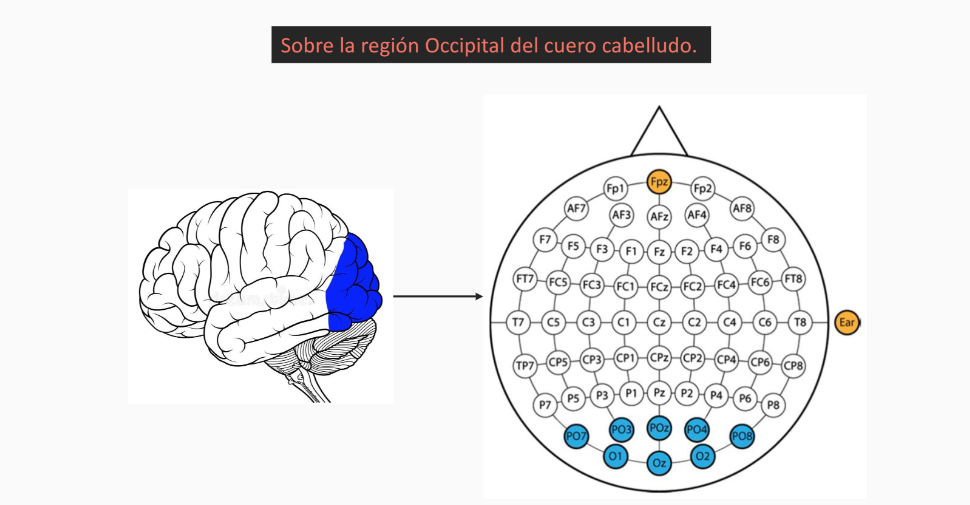 Sobre la región Occipital del cuero cabelludo.
Fpz
Fp1 Fp2
AF7 AF3 AFz AF4 AF8
F7 F5 F3 F1 Fz F2 F4 F6 F8
FT7 FC5 FC3 FC1 FCz FC2 FC4 FC6 FT8
T7 C5 C3 C1 Cz C2 C4 C6 T8 Ear
TP7 CP5 CP3 CP1 CPz CP2 CP4 CP6 CP8
P7 P5 P3 P1 Pz P2 P4 P6 P8
PO7 PO3 POz PO4 PO8
O1 Oz O2